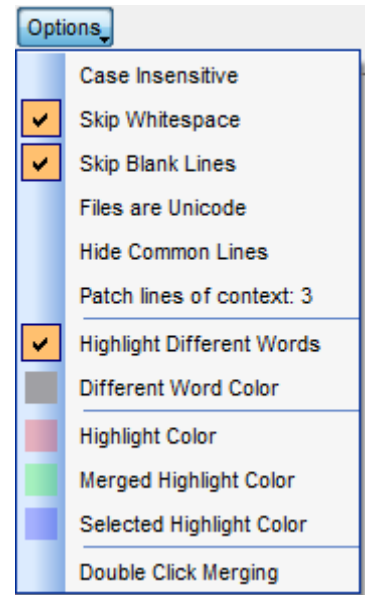 Options
Case Insensitive
Skip Whitespace
Skip Blank Lines
Files are Unicode
Hide Common Lines
Patch lines of context: 3
Highlight Different Words
Different Word Color
Highlight Color
Merged Highlight Color
Selected Highlight Color
Double Click Merging